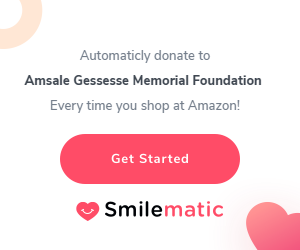 Automaticly donate to
Amsale Gessesse Memorial Foundation
Every time you shop at Amazon!
Get Started
Smilematic